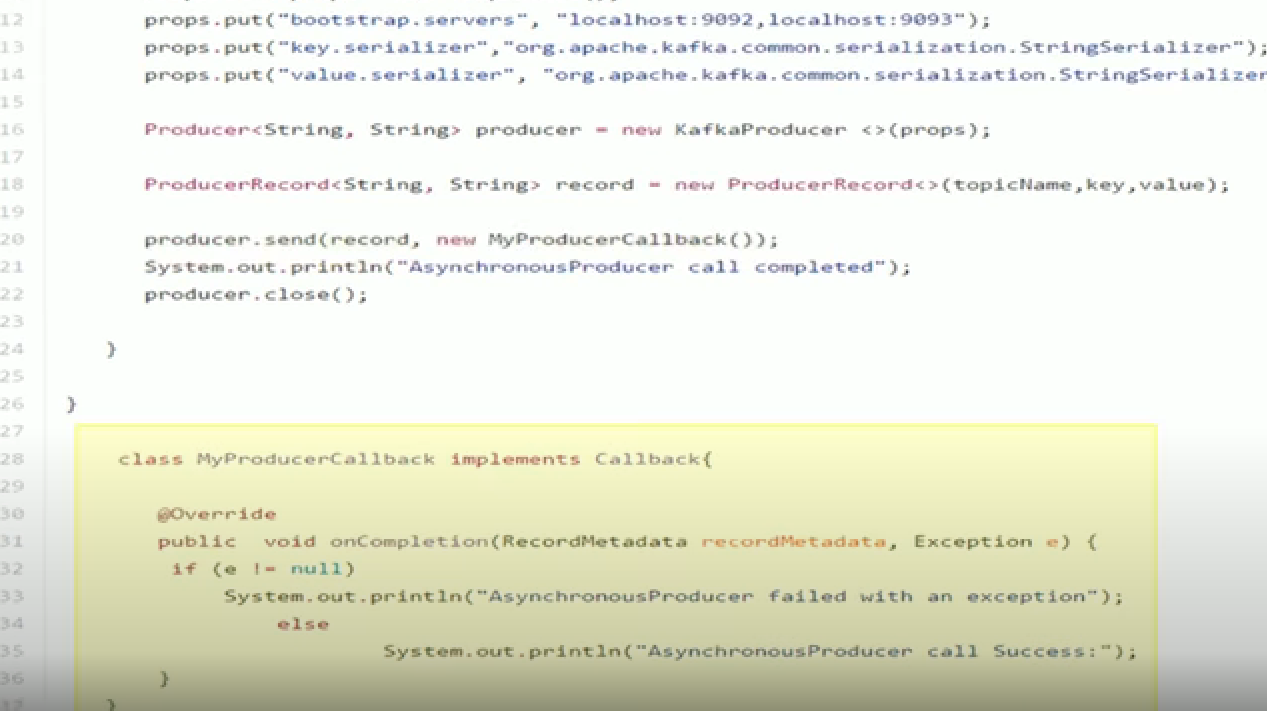 12 props.put("bootstrap.servers", "localhost:9092,localhost:9093");
13 props.put("key.serializer","org.apache.kafka.common.serialization.StringSerializer");
14 props.put("value.serializer", "org.apache.kafka.common.serialization.StringSerializer
15
16 Producer<String, String> producer = new KafkaProducer <>(props);
17
18 ProducerRecord<String, String> record = new ProducerRecord<>(topicName,key,value);
19
20 producer.send(record, new MyProducerCallback());
21 System.out.println("AsynchronousProducer call completed");
22 producer.close();
23
24 }
25
26 }
27
28 class MyProducerCallback implements Callback{
29
30 @Override
31 public  void onCompletion(RecordMetadata recordMetadata, Exception e) {
32 if (e != null)
33 System.out.println("AsynchronousProducer failed with an exception");
34 else
35 System.out.println("AsynchronousProducer call Success:");
36 }
37 }